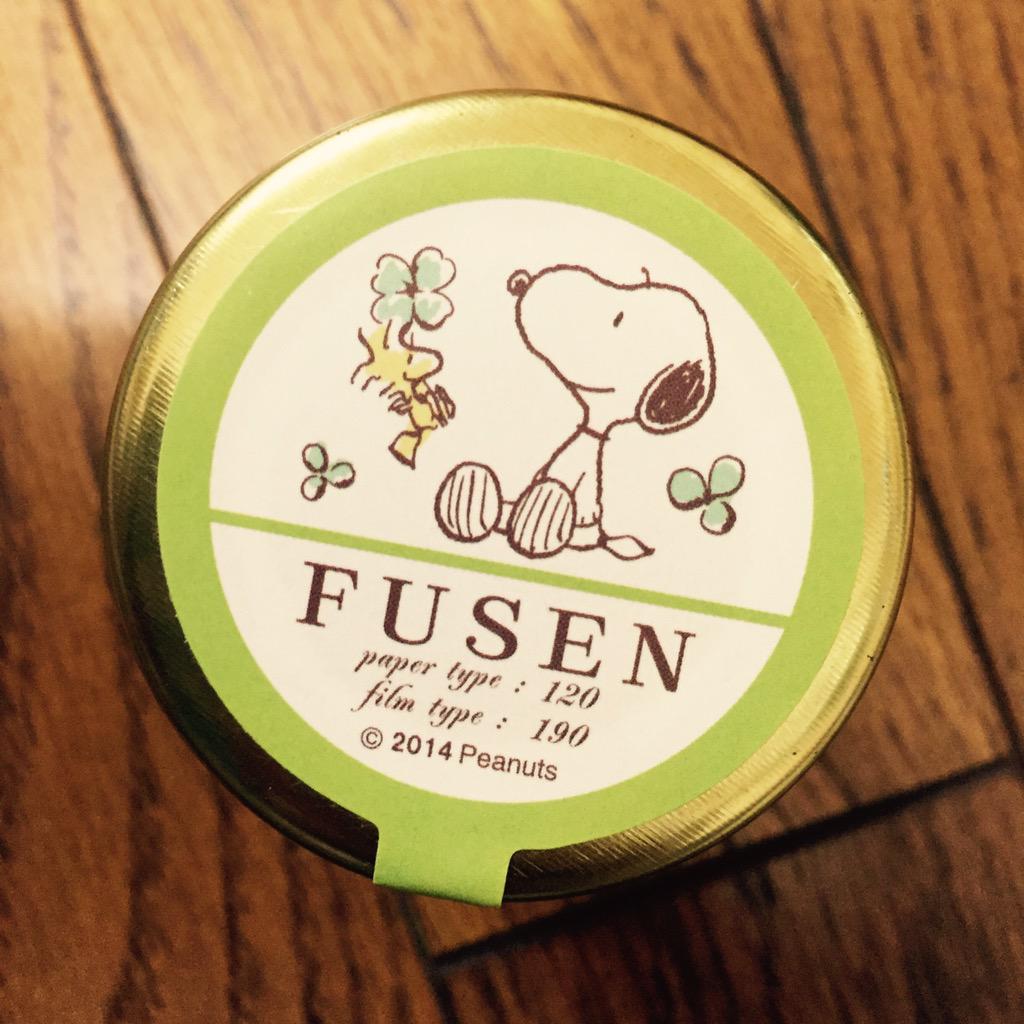 FUSEN
paper type : 120
film type : 190
© 2014 Peanuts